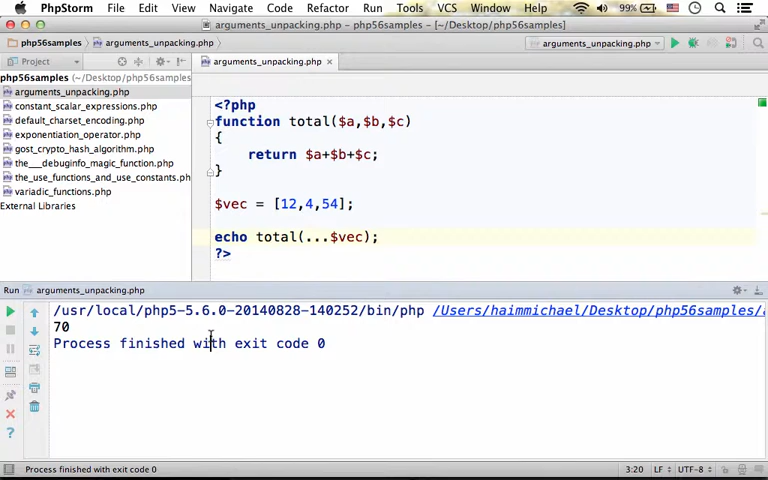 PhpStorm File Edit View Navigate Code Refactor Run Tools VCS Window Help 99%
arguments_unpacking.php - php56samples - [~/Desktop/php56samples]
php56samples arguments_unpacking.php arguments_unpacking.php
Project arguments_unpacking.php ×
php56samples (~/Desktop/php56samples
arguments_unpacking.php
constant_scalar_expressions.php
default_charset_encoding.php
exponentiation_operator.php
gost_crypto_hash_algorithm.php
the___debuginfo_magic_function.php
the_use_functions_and_use_constants.ph
variadic_functions.php
External Libraries
<?php
function total($a,$b,$c)
{
return $a+$b+$c;
}
$vec = [12,4,54];
echo total(...$vec);
?>
Run arguments_unpacking.php
/usr/local/php5-5.6.0-20140828-140252/bin/php /Users/haimmichael/Desktop/php56samples/a
70
Process finished with exit code 0
Process finished with exit code 0 3:20 LF UTF-8